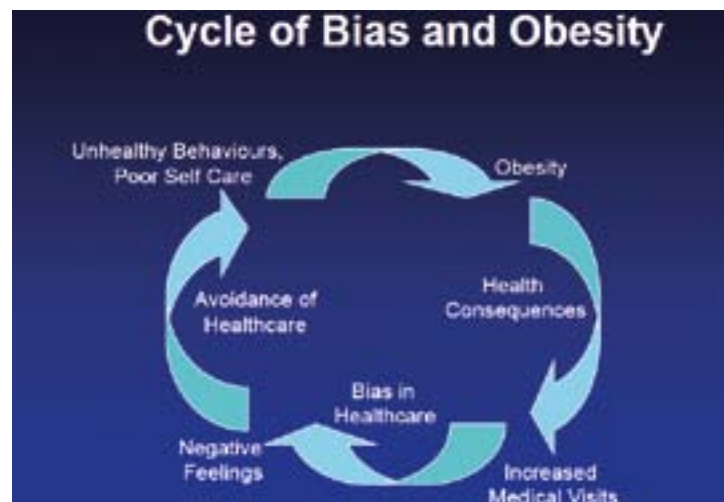 Cycle of Bias and Obesity
Unhealthy Behaviours,
Poor Self Care
Obesity
Health
Consequences
Increased
Medical Visits
Bias in
Healthcare
Negative
Feelings
Avoidance of
Healthcare